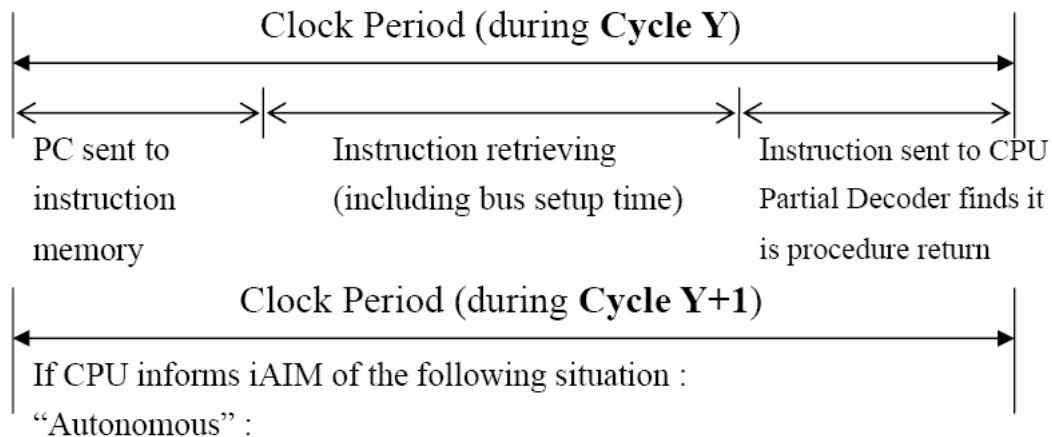 Clock Period (during Cycle Y)
PC sent to
instruction
memory
Instruction retrieving
(including bus setup time)
Instruction sent to CPU
Partial Decoder finds it
is procedure return
Clock Period (during Cycle Y+1)
If CPU informs iAIM of the following situation :
“Autonomous” :